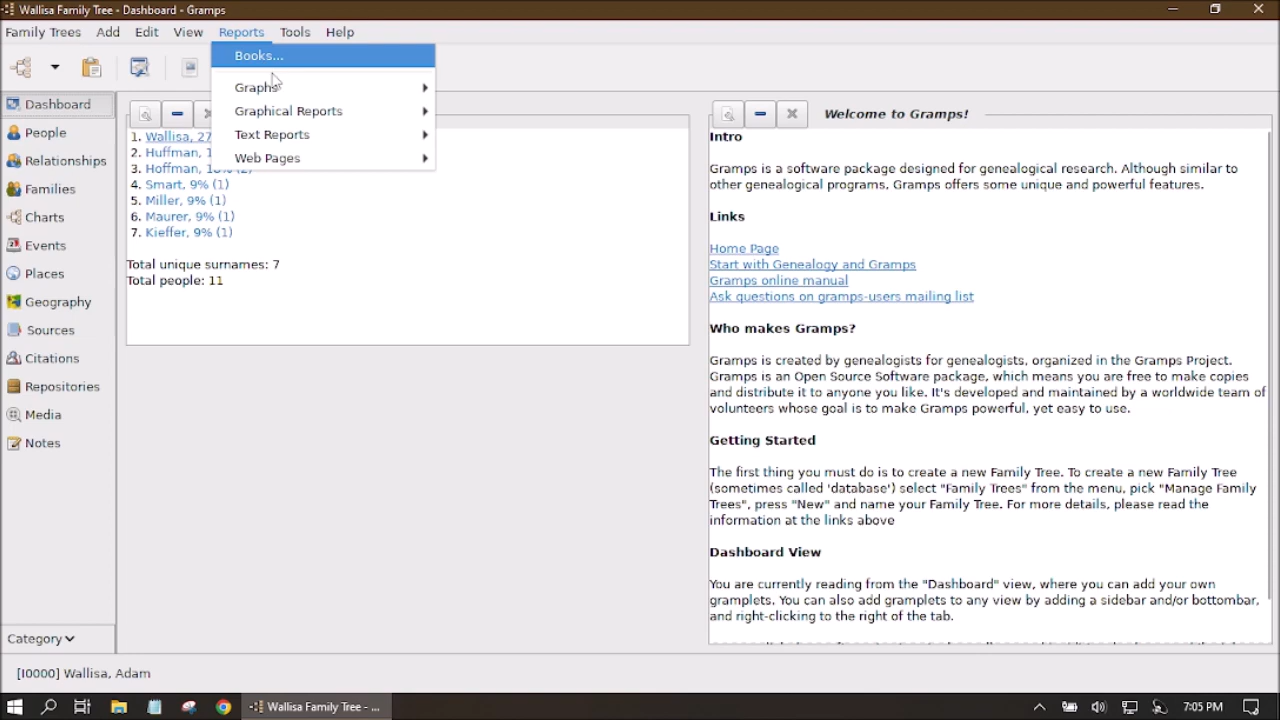 Wallisa Family Tree - Dashboard - Gramps
Family Trees Add Edit View Reports Tools Help
Books...
Graphs
Graphical Reports
Text Reports
Web Pages
Dashboard
People
Relationships
Families
Charts
Events
Places
Geography
Sources
Citations
Repositories
Media
Notes
Category
1. Wallisa, 27
2. Huffman, 1
3. Hoffman,
4. Smart, 9% (1)
5. Miller, 9% (1)
6. Maurer, 9% (1)
7. Kieffer, 9% (1)
Total unique surnames: 7
Total people: 11
Welcome to Gramps!
Intro
Gramps is a software package designed for genealogical research. Although similar to
other genealogical programs, Gramps offers some unique and powerful features.
Links
Home Page
Start with Genealogy and Gramps
Gramps online manual
Ask questions on gramps-users mailing list
Who makes Gramps?
Gramps is created by genealogists for genealogists, organized in the Gramps Project.
Gramps is an Open Source Software package, which means you are free to make copies
and distribute it to anyone you like. It's developed and maintained by a worldwide team of
volunteers whose goal is to make Gramps powerful, yet easy to use.
Getting Started
The first thing you must do is to create a new Family Tree. To create a new Family Tree
(sometimes called 'database') select "Family Trees" from the menu, pick "Manage Family
Trees", press "New" and name your Family Tree. For more details, please read the
information at the links above
Dashboard View
You are currently reading from the "Dashboard" view, where you can add your own
gramplets. You can also add gramplets to any view by adding a sidebar and/or bottombar,
and right-clicking to the right of the tab.
[I0000] Wallisa, Adam
Wallisa Family Tree - ...
7:05 PM